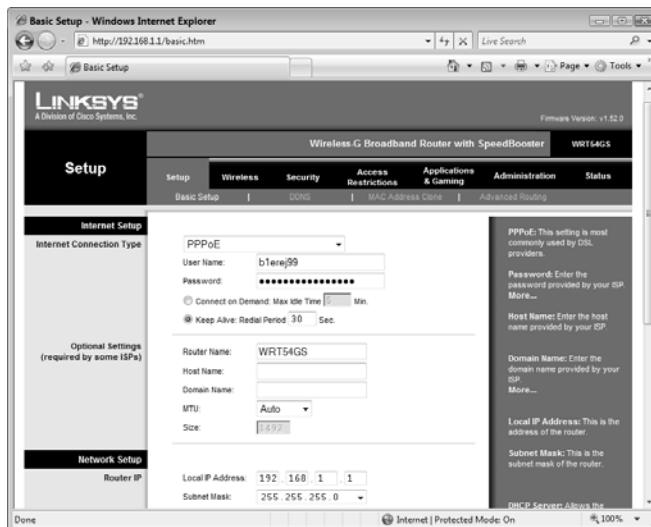 Basic Setup - Windows Internet Explorer
http://192.168.1.1/basic.htm
Live Search
Basic Setup
Page
Tools
LINKSYS®
A Division of Cisco Systems, Inc.
Firmware Version: v1.52.0
Wireless-G Broadband Router with SpeedBooster
WRT54GS
Setup
Setup
Wireless
Security
Access Restrictions
Applications & Gaming
Administration
Status
Basic Setup | DDNS | MAC Address Clone | Advanced Routing
Internet Setup
Internet Connection Type
PPPoE
User Name: b1erej99
Password: ••••••••••••••••
Connect on Demand: Max Idle Time 5 Min.
Keep Alive: Redial Period 30 Sec.
Optional Settings
(required by some ISPs)
Router Name: WRT54GS
Host Name:
Domain Name:
MTU: Auto
Size: 1492
Network Setup
Router IP
Local IP Address: 192 . 168 . 1 . 1
Subnet Mask: 255.255.255.0
PPPoE: This setting is most
commonly used by DSL
providers.
Password: Enter the
password provided by your ISP.
More...
Host Name: Enter the host
name provided by your ISP.
Domain Name: Enter the
domain name provided by your
ISP.
More...
Local IP Address: This is the
address of the router.
Subnet Mask: This is the
subnet mask of the router.
DHCP Server: Allows the
Done
Internet | Protected Mode: On
100%